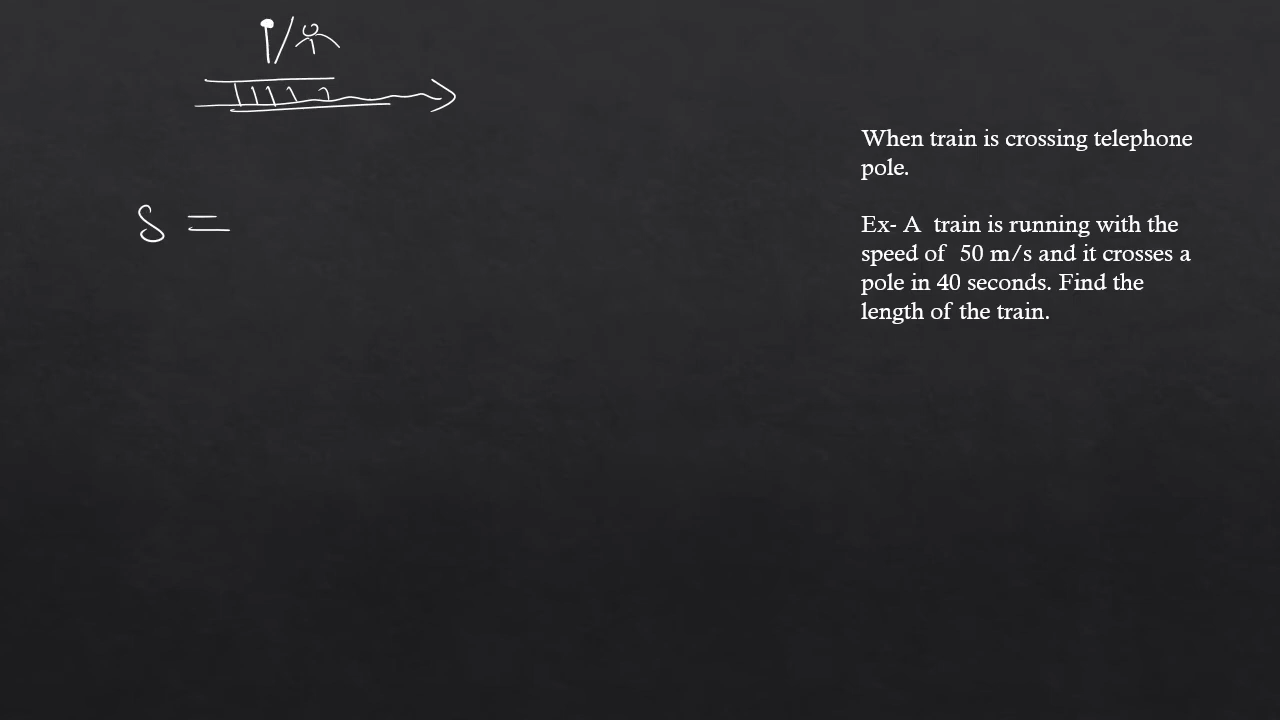 When train is crossing telephone
pole.
S =
Ex- A  train is running with the
speed of  50 m/s and it crosses a
pole in 40 seconds. Find the
length of the train.